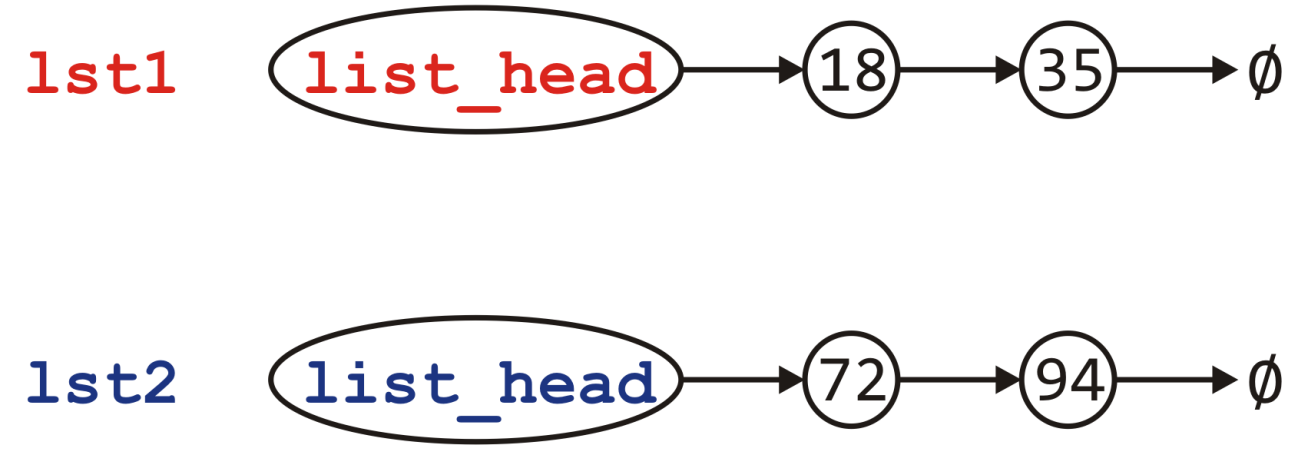 lst1 list_head 18 35 Ø
lst2 list_head 72 94 Ø